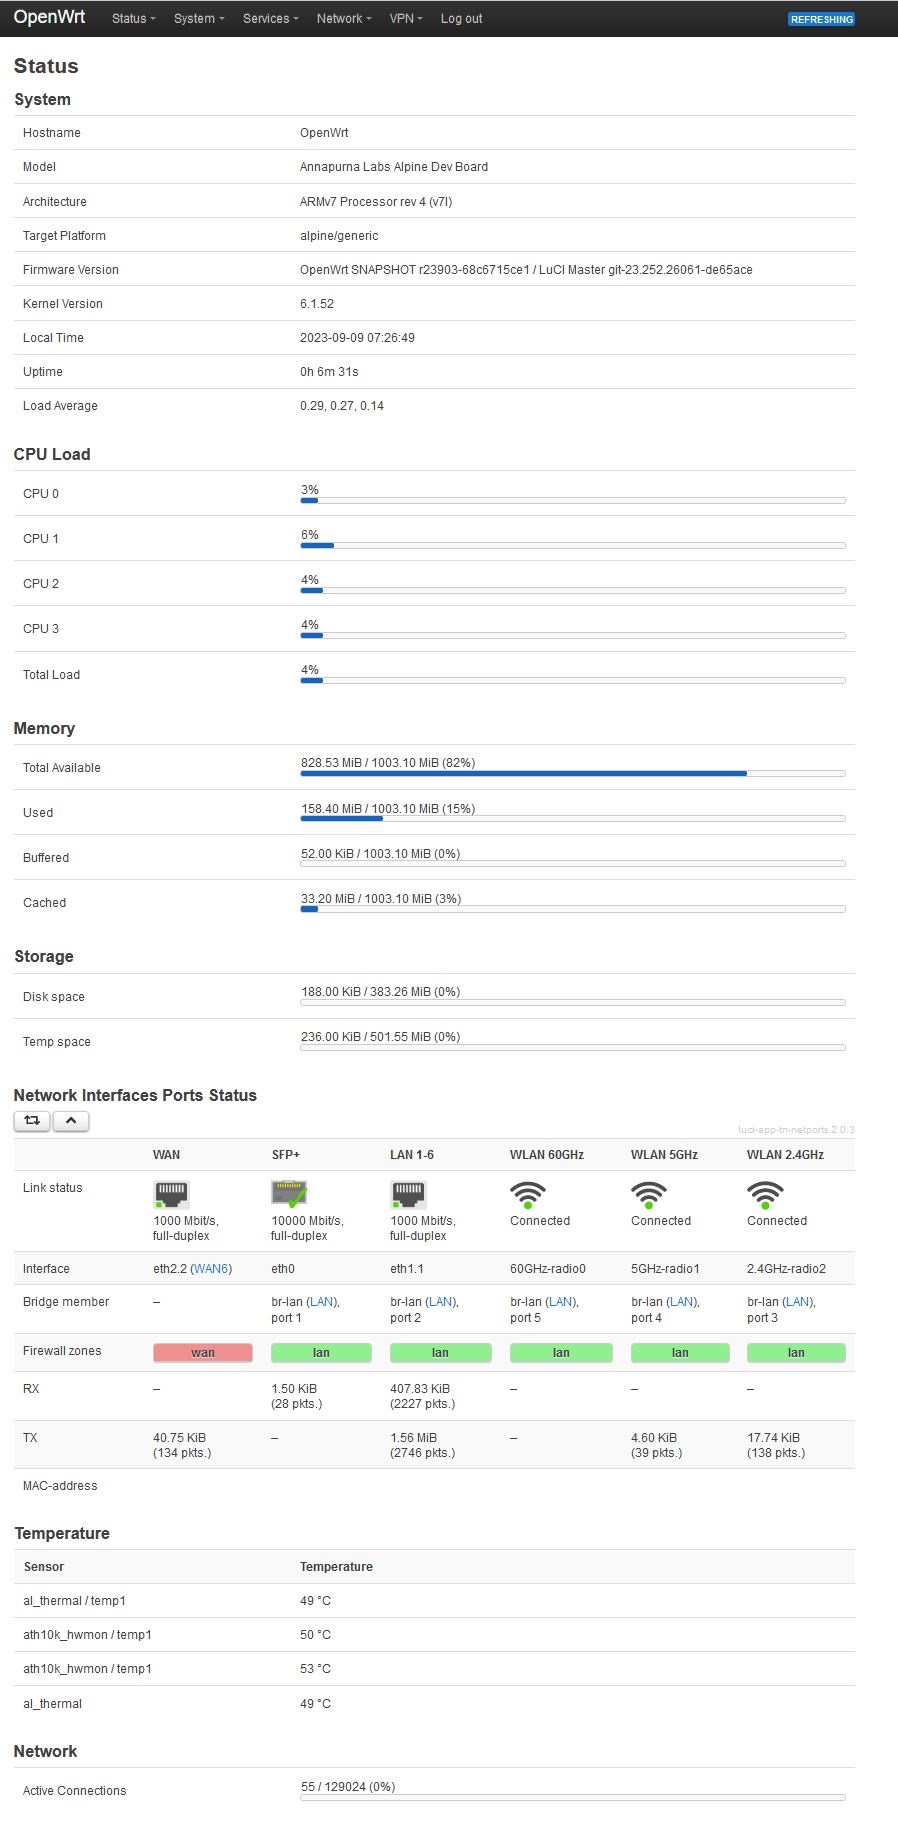 OpenWrt Status System Services Network VPN Log out REFRESHING
Status
System
Hostname OpenWrt
Model Annapurna Labs Alpine Dev Board
Architecture ARMv7 Processor rev 4 (v7l)
Target Platform alpine/generic
Firmware Version OpenWrt SNAPSHOT r23903-68c6715ce1 / LuCI Master git-23.252.26061-de65ace
Kernel Version 6.1.52
Local Time 2023-09-09 07:26:49
Uptime 0h 6m 31s
Load Average 0.29, 0.27, 0.14
CPU Load
CPU 0 3%
CPU 1 6%
CPU 2 4%
CPU 3 4%
Total Load 4%
Memory
Total Available 828.53 MiB / 1003.10 MiB (82%)
Used 158.40 MiB / 1003.10 MiB (15%)
Buffered 52.00 KiB / 1003.10 MiB (0%)
Cached 33.20 MiB / 1003.10 MiB (3%)
Storage
Disk space 188.00 KiB / 383.26 MiB (0%)
Temp space 236.00 KiB / 501.55 MiB (0%)
Network Interfaces Ports Status
luci-app-tn-netports 2.0.3
WAN SFP+ LAN 1-6 WLAN 60GHz WLAN 5GHz WLAN 2.4GHz
Link status
1000 Mbit/s, 10000 Mbit/s, 1000 Mbit/s, Connected Connected Connected
full-duplex full-duplex full-duplex
Interface eth2.2 (WAN6) eth0 eth1.1 60GHz-radio0 5GHz-radio1 2.4GHz-radio2
Bridge member – br-lan (LAN), br-lan (LAN), br-lan (LAN), br-lan (LAN), br-lan (LAN),
port 1 port 2 port 5 port 4 port 3
Firewall zones wan lan lan lan lan lan
RX – 1.50 KiB 407.83 KiB – – –
(28 pkts.) (2227 pkts.)
TX 40.75 KiB – 1.56 MiB – 4.60 KiB 17.74 KiB
(134 pkts.) (2746 pkts.) (39 pkts.) (138 pkts.)
MAC-address
Temperature
Sensor Temperature
al_thermal / temp1 49 °C
ath10k_hwmon / temp1 50 °C
ath10k_hwmon / temp1 53 °C
al_thermal 49 °C
Network
Active Connections 55 / 129024 (0%)